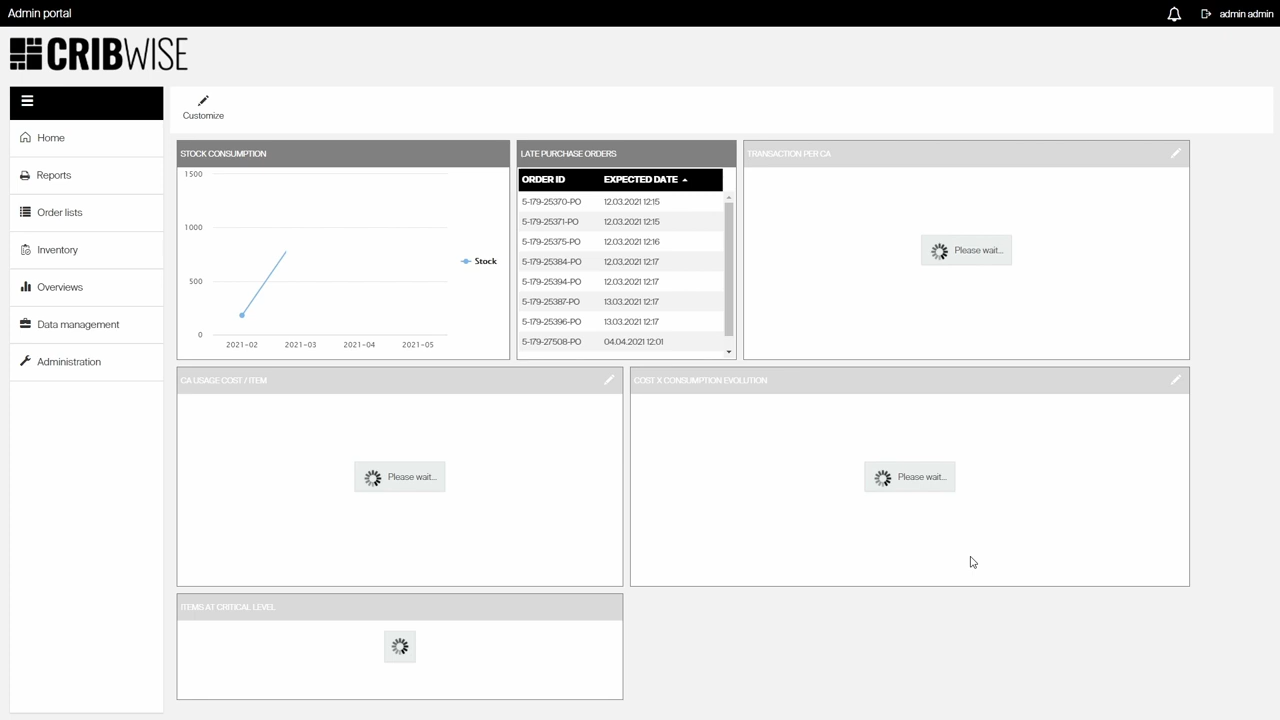 Admin portal
admin admin
CRIBWISE
Customize
Home
Reports
Order lists
Inventory
Overviews
Data management
Administration
STOCK CONSUMPTION
1500
1000
500
0
2021-02 2021-03 2021-04 2021-05
Stock
LATE PURCHASE ORDERS
ORDER ID EXPECTED DATE
5-179-25370-PO 12.03.2021 12:15
5-179-25371-PO 12.03.2021 12:15
5-179-25375-PO 12.03.2021 12:16
5-179-25384-PO 12.03.2021 12:17
5-179-25394-PO 12.03.2021 12:17
5-179-25387-PO 13.03.2021 12:17
5-179-25396-PO 13.03.2021 12:17
5-179-27508-PO 04.04.2021 12:01
TRANSACTION PER CA
Please wait...
CA USAGE COST / ITEM
Please wait...
COST X CONSUMPTION EVOLLUTION
Please wait...
ITEMS AT CRITICAL LEVEL